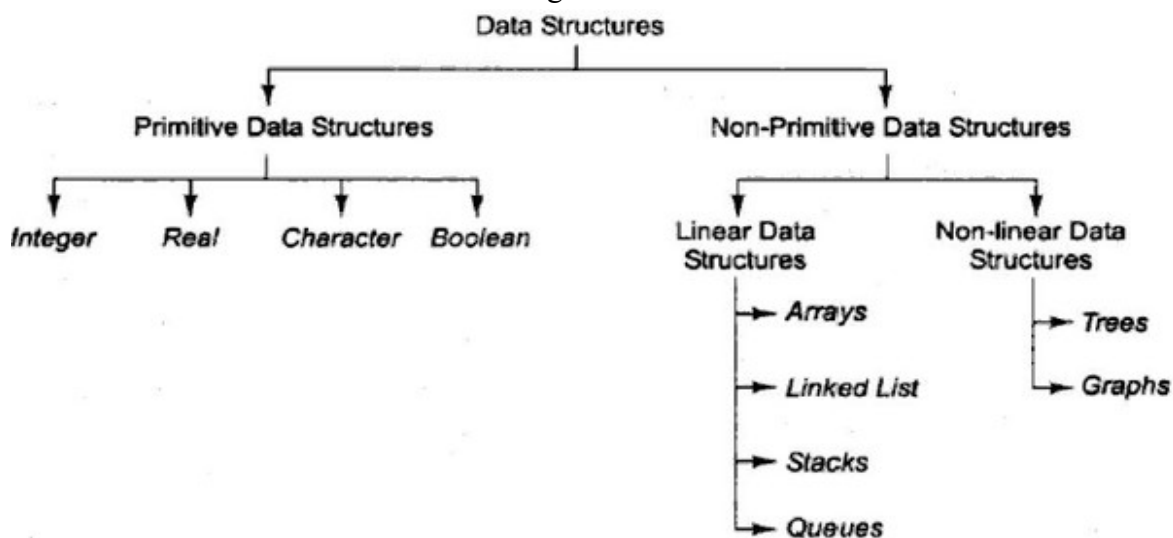 Data Structures
Primitive Data Structures
Non-Primitive Data Structures
Integer
Real
Character
Boolean
Linear Data
Structures
Non-linear Data
Structures
Arrays
Linked List
Stacks
Queues
Trees
Graphs